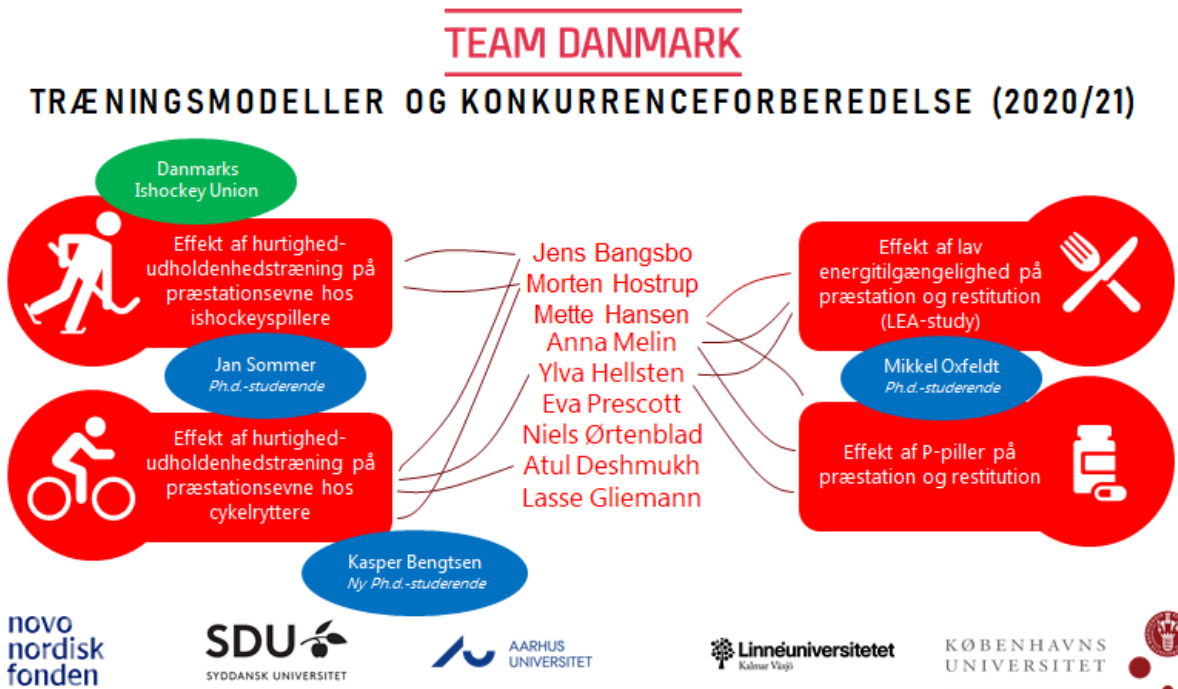 TEAM DANMARK
TRÆNINGSMODELLER OG KONKURRENCEFORBEREDELSE (2020/21)
Danmarks
Ishockey Union
Effekt af hurtighed-
udholdenhedstræning på
præstationsevne hos
ishockeyspillere
Jan Sommer
Ph.d.-studerende
Effekt af hurtighed-
udholdenhedstræning på
præstationsevne hos
cykelryttere
Kasper Bengtsen
Ny Ph.d.-studerende
Jens Bangsbo
Morten Hostrup
Mette Hansen
Anna Melin
Ylva Hellsten
Eva Prescott
Niels Ørtenblad
Atul Deshmukh
Lasse Gliemann
Effekt af lav
energitilgængelighed på
præstation og restitution
(LEA-study)
Mikkel Oxfeldt
Ph.d.-studerende
Effekt af P-piller på
præstation og restitution
novo
nordisk
fonden
SDU
SYDDANSK UNIVERSITET
AARHUS
UNIVERSITET
Linnéuniversitetet
Kalmar Växjö
KØBENHAVNS
UNIVERSITET